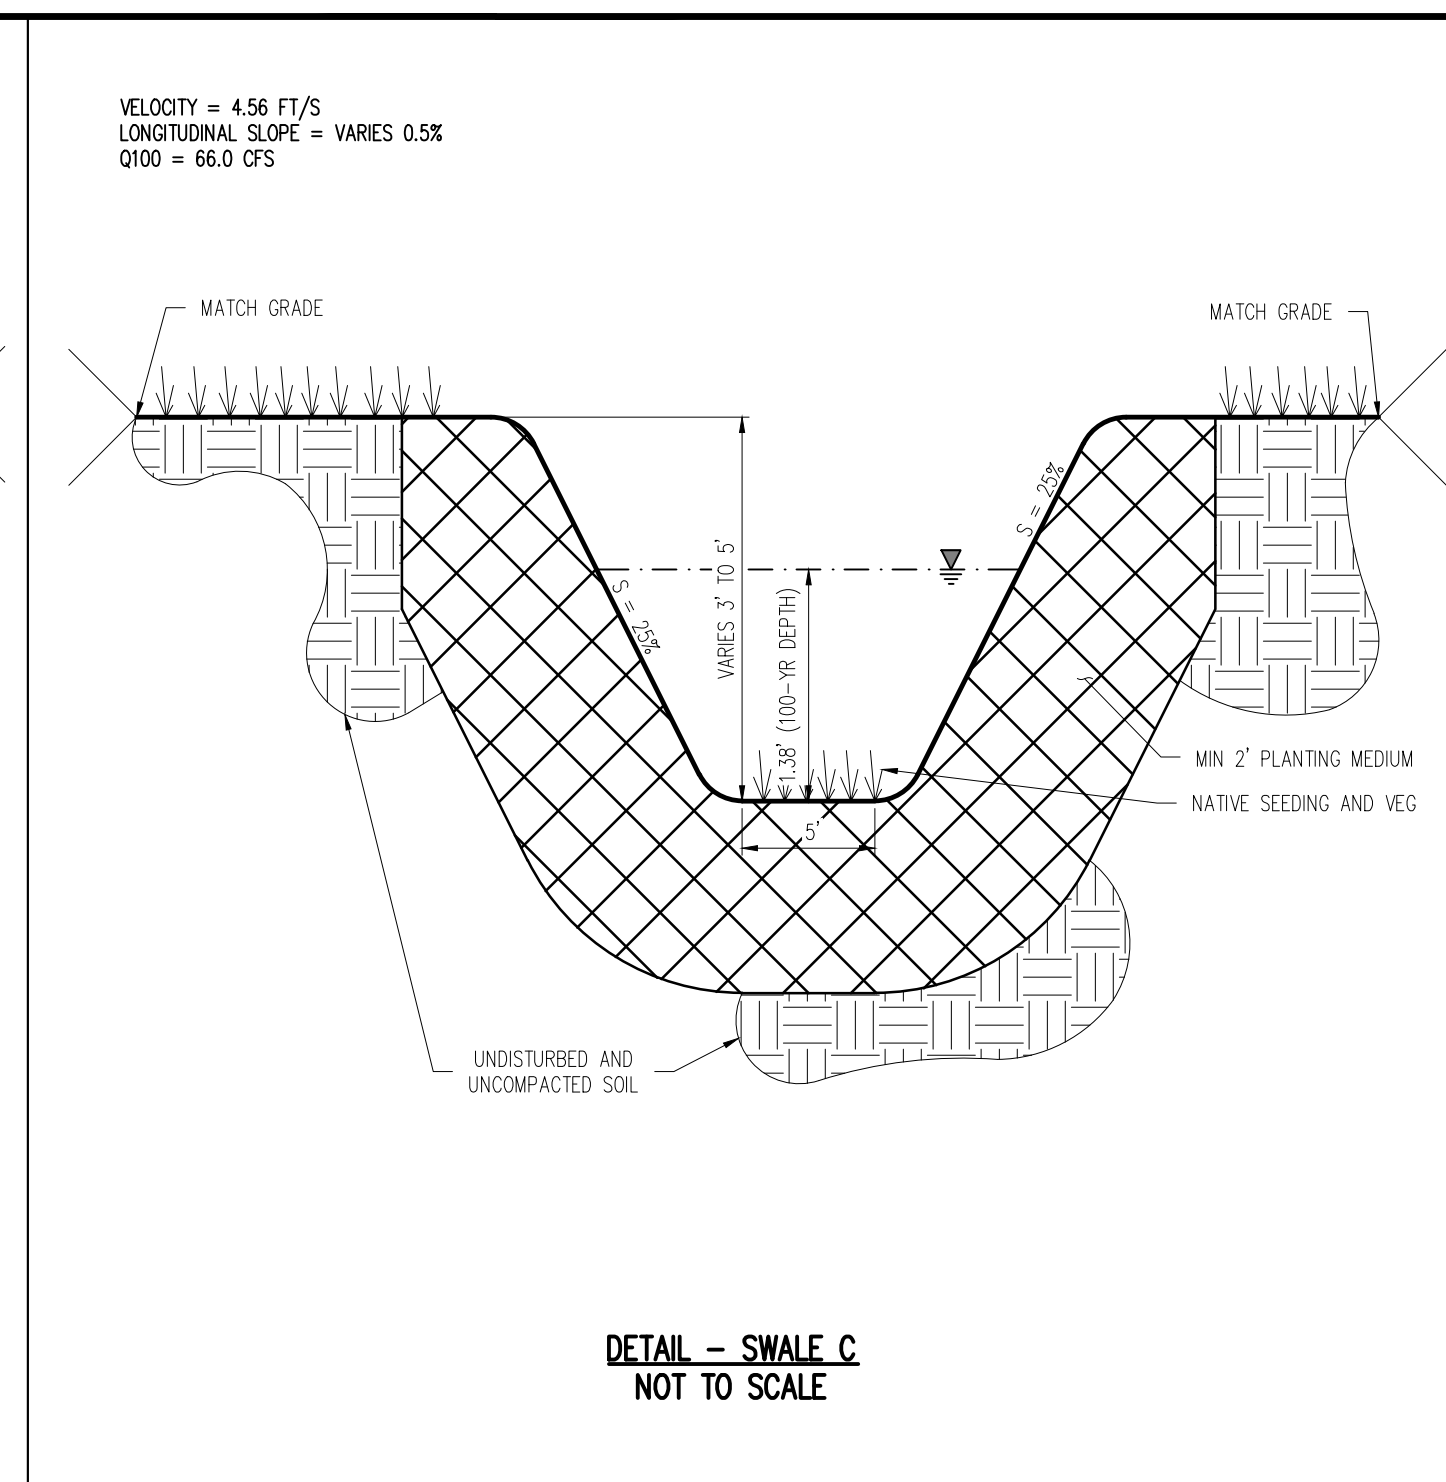 VELOCITY = 4.56 FT/S
LONGITUDINAL SLOPE = VARIES 0.5%
Q100 = 66.0 CFS
MATCH GRADE
MATCH GRADE
S = 25%
S = 25%
VARIES 3' TO 5'
1.38' (100-YR DEPTH)
5'
MIN 2' PLANTING MEDIUM
NATIVE SEEDING AND VEG
UNDISTURBED AND
UNCOMPACTED SOIL
DETAIL - SWALE C
NOT TO SCALE